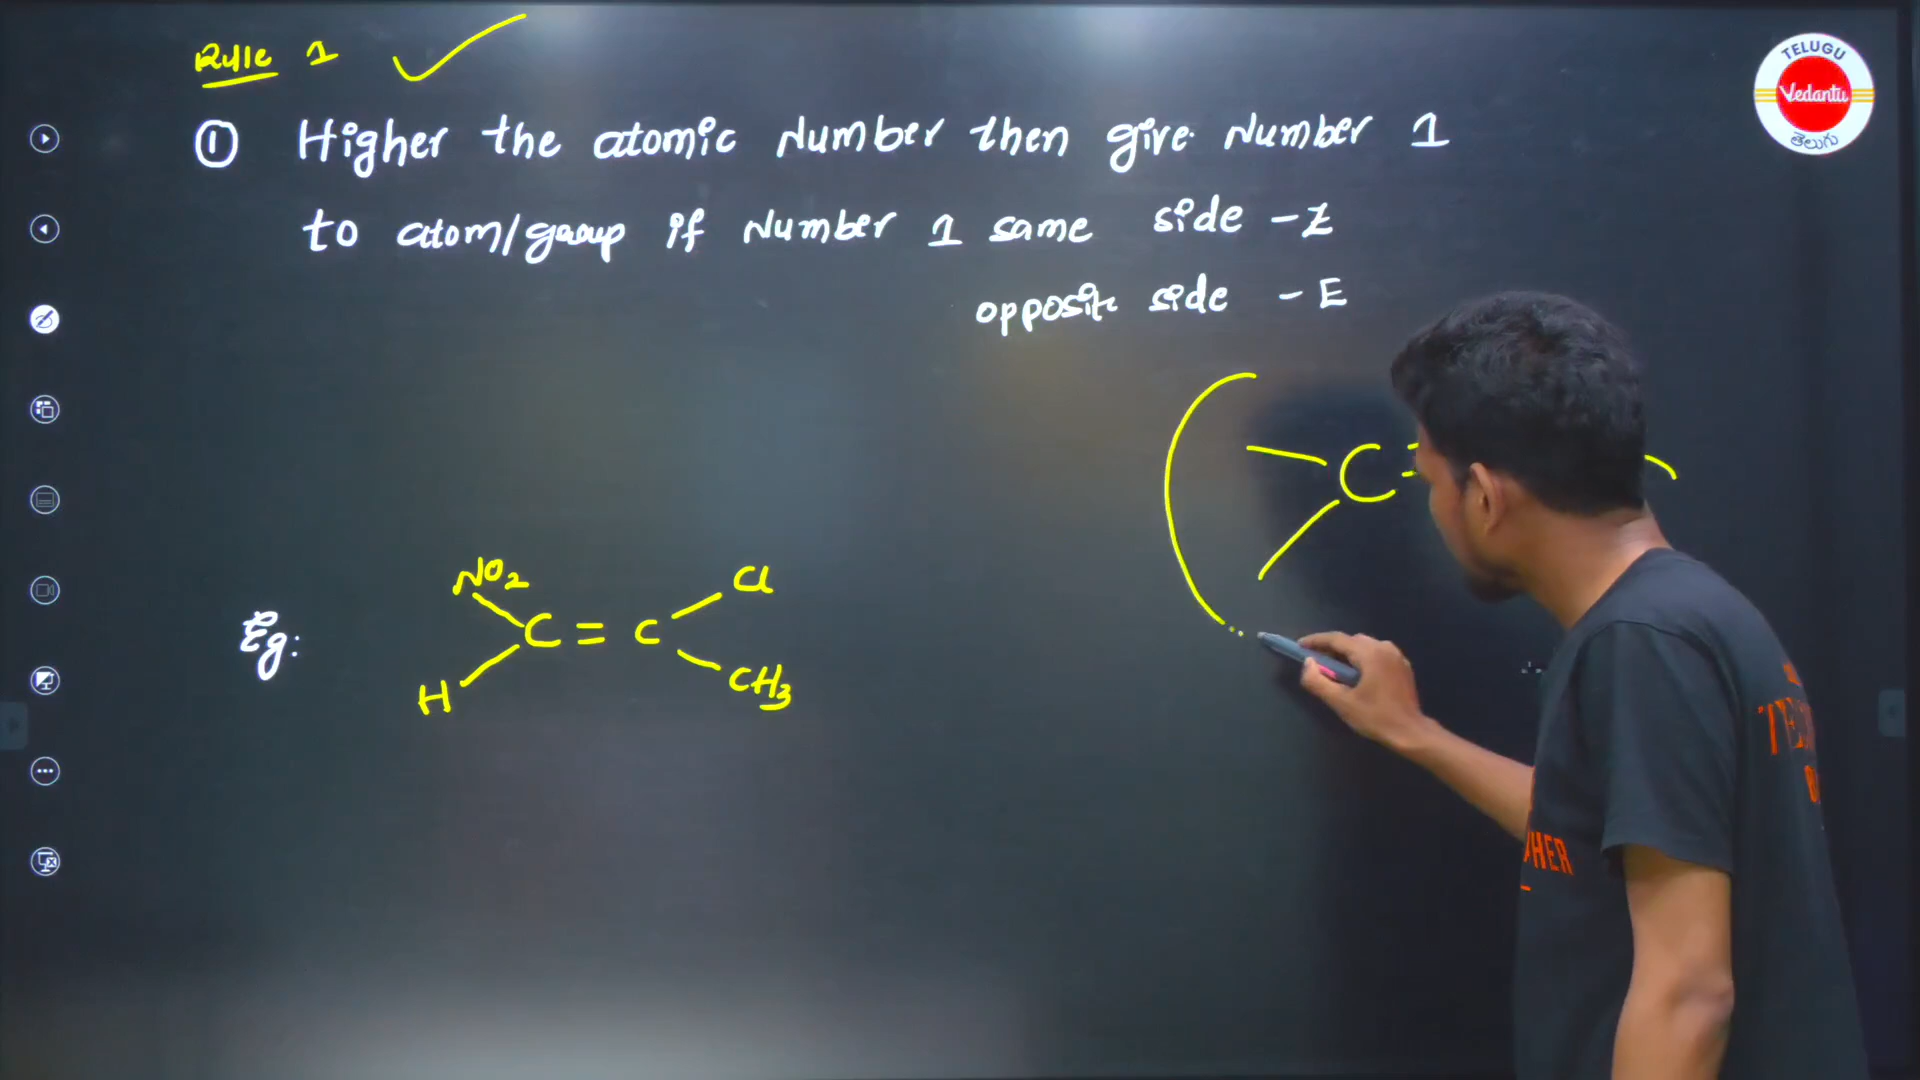 Rule 1
TELUGU
Vedantu
తెలుగు
① Higher the atomic Number then give Number 1
to atom/group if Number 1 same side - Z
opposite side - E
C =
Eg:
NO2 Cl
C = C
H CH3